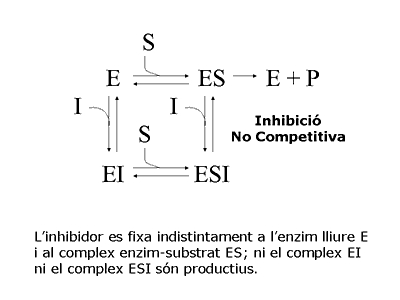 S
E ES E + P
I I
Inhibició
No Competitiva
S
EI ESI
L'inhibidor es fixa indistintament a l'enzim lliure E
i al complex enzim-substrat ES; ni el complex EI
ni el complex ESI són productius.